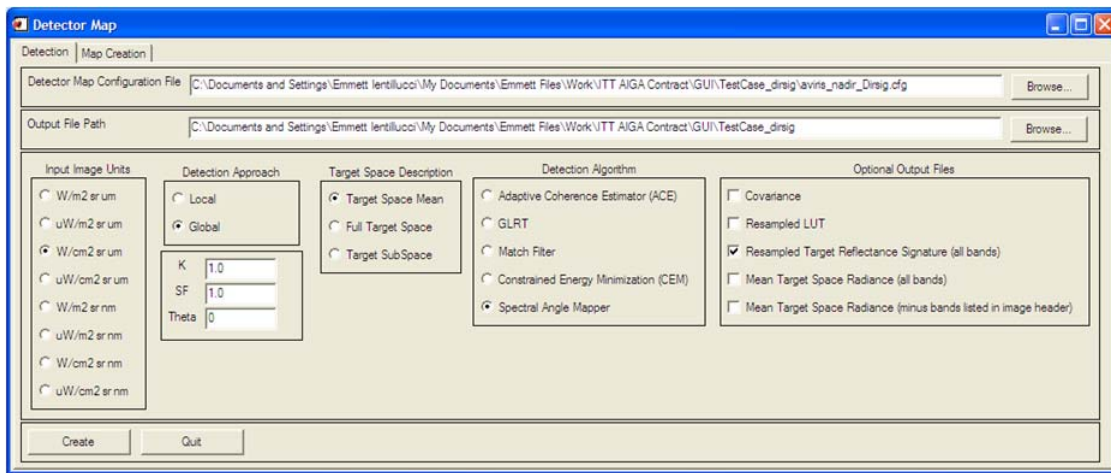 Detector Map
Detection
Map Creation
Detector Map Configuration File
C:\Documents and Settings\Emmett Ientilucci\My Documents\Emmett Files\Work\ITT AIGA Contract\GUI\TestCase_dirsig\aviris_nadir_Dirsig.cfg
Browse...
Output File Path
C:\Documents and Settings\Emmett Ientilucci\My Documents\Emmett Files\Work\ITT AIGA Contract\GUI\TestCase_dirsig
Browse...
Input Image Units
W/m2 sr um
uW/m2 sr um
W/cm2 sr um
uW/cm2 sr um
W/m2 sr nm
uW/m2 sr nm
W/cm2 sr nm
uW/cm2 sr nm
Detection Approach
Local
Global
K 1.0
SF 1.0
Theta 0
Target Space Description
Target Space Mean
Full Target Space
Target SubSpace
Detection Algorithm
Adaptive Coherence Estimator (ACE)
GLRT
Match Filter
Constrained Energy Minimization (CEM)
Spectral Angle Mapper
Optional Output Files
Covariance
Resampled LUT
Resampled Target Reflectance Signature (all bands)
Mean Target Space Radiance (all bands)
Mean Target Space Radiance (minus bands listed in image header)
Create
Quit